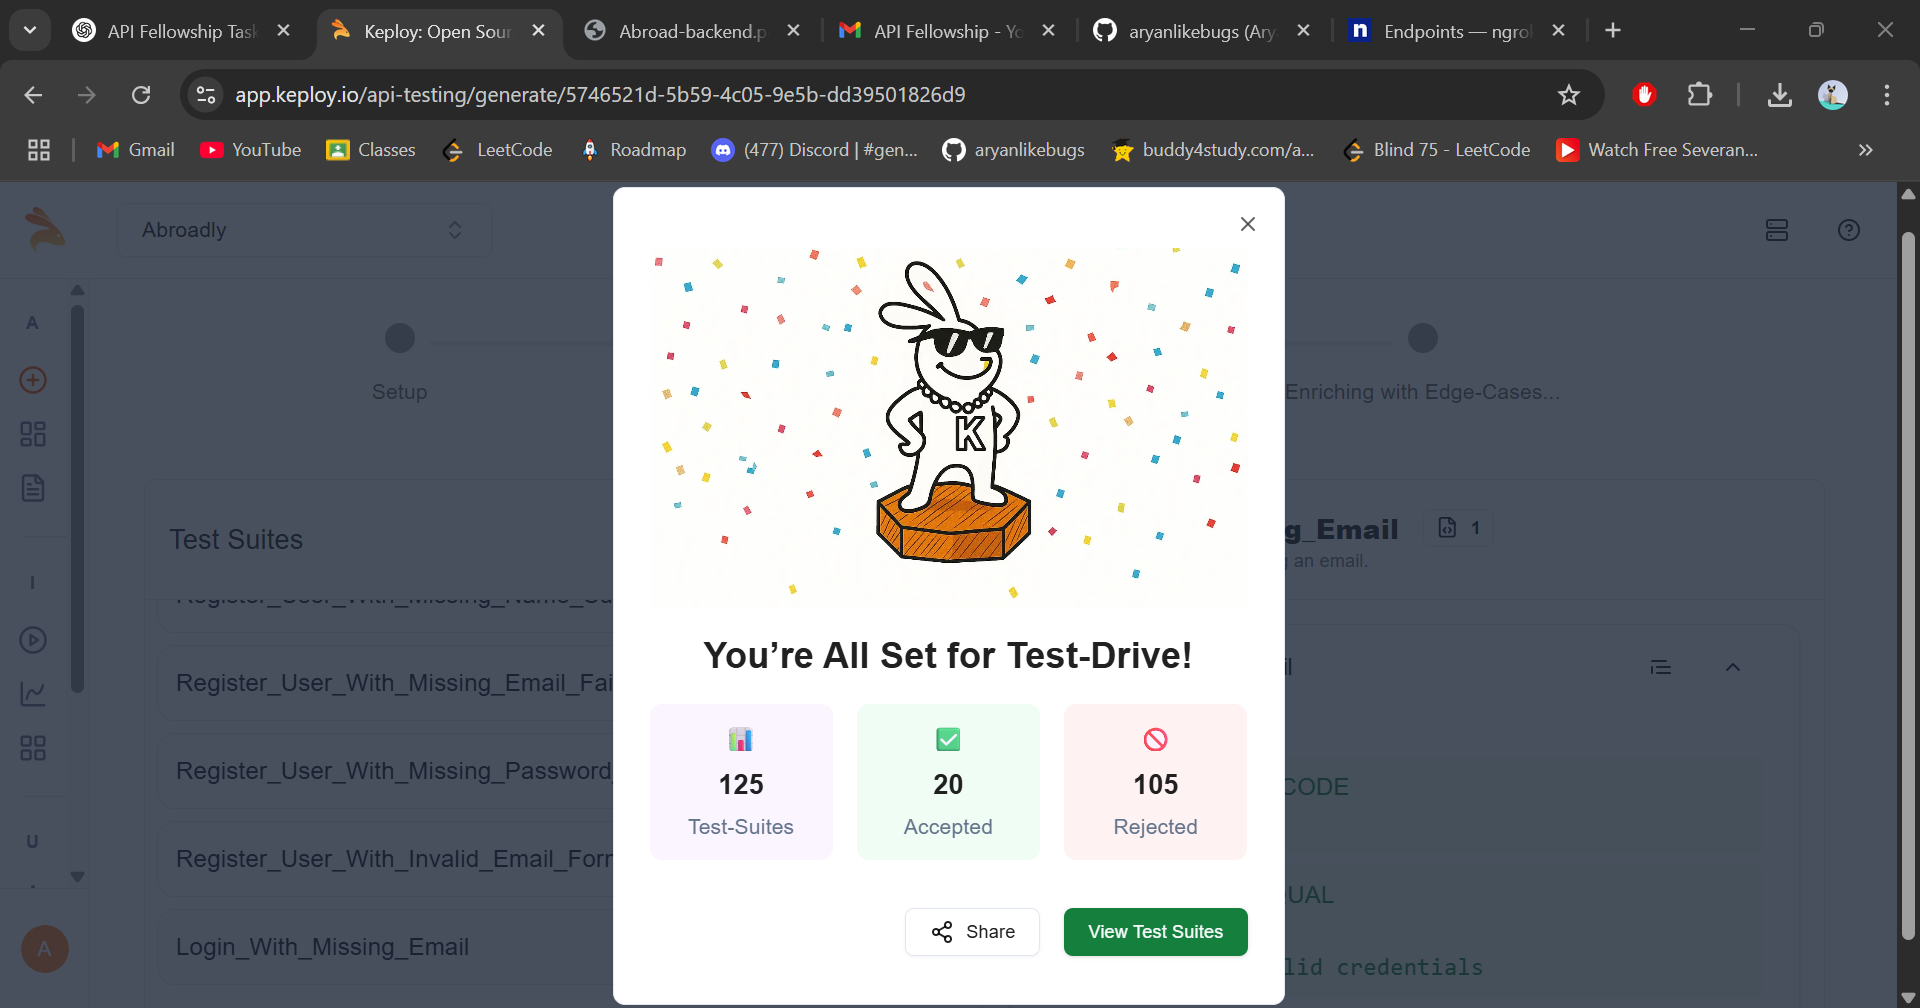 API Fellowship Task
Keploy: Open Sour
Abroad-backend.p
API Fellowship - Yo
aryanlikebugs (Ary
Endpoints — ngro
app.keploy.io/api-testing/generate/5746521d-5b59-4c05-9e5b-dd39501826d9
Gmail
YouTube
Classes
LeetCode
Roadmap
(477) Discord | #gen...
aryanlikebugs
buddy4study.com/a...
Blind 75 - LeetCode
Watch Free Severan...
Abroadly
A
Setup
Enriching with Edge-Cases...
K
Test Suites
g_Email
1
an email.
I
Register_User_With_Missing_Name_Su
Register_User_With_Missing_Email_Fai
Register_User_With_Missing_Password_
U
Register_User_With_Invalid_Email_Forr
A
Login_With_Missing_Email
You’re All Set for Test-Drive!
125
Test-Suites
20
Accepted
105
Rejected
CODE
UAL
lid credentials
Share
View Test Suites